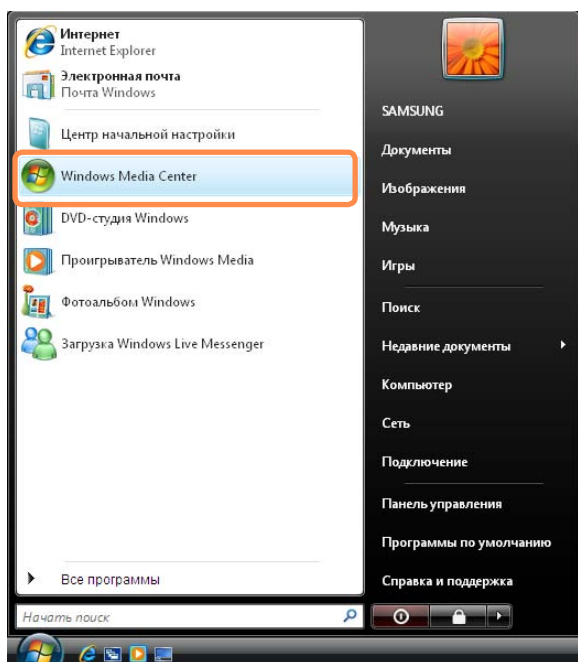 Интернет
Internet Explorer
Электронная почта
Почта Windows
Центр начальной настройки
Windows Media Center
DVD-студия Windows
Проигрыватель Windows Media
Фотоальбом Windows
Загрузка Windows Live Messenger
Все программы
Начать поиск
SAMSUNG
Документы
Изображения
Музыка
Игры
Поиск
Недавние документы
Компьютер
Сеть
Подключение
Панель управления
Программы по умолчанию
Справка и поддержка